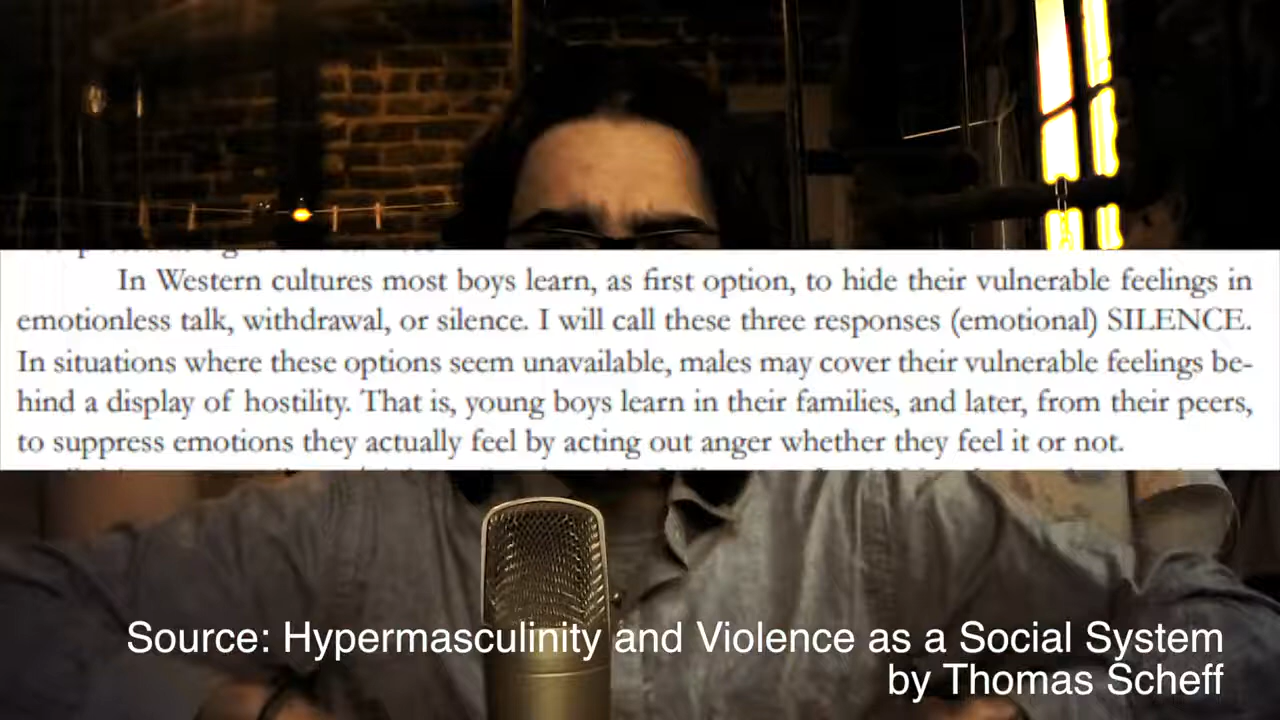 In Western cultures most boys learn, as first option, to hide their vulnerable feelings in
emotionless talk, withdrawal, or silence. I will call these three responses (emotional) SILENCE.
In situations where these options seem unavailable, males may cover their vulnerable feelings be-
hind a display of hostility. That is, young boys learn in their families, and later, from their peers,
to suppress emotions they actually feel by acting out anger whether they feel it or not.
Source: Hypermasculinity and Violence as a Social System
by Thomas Scheff